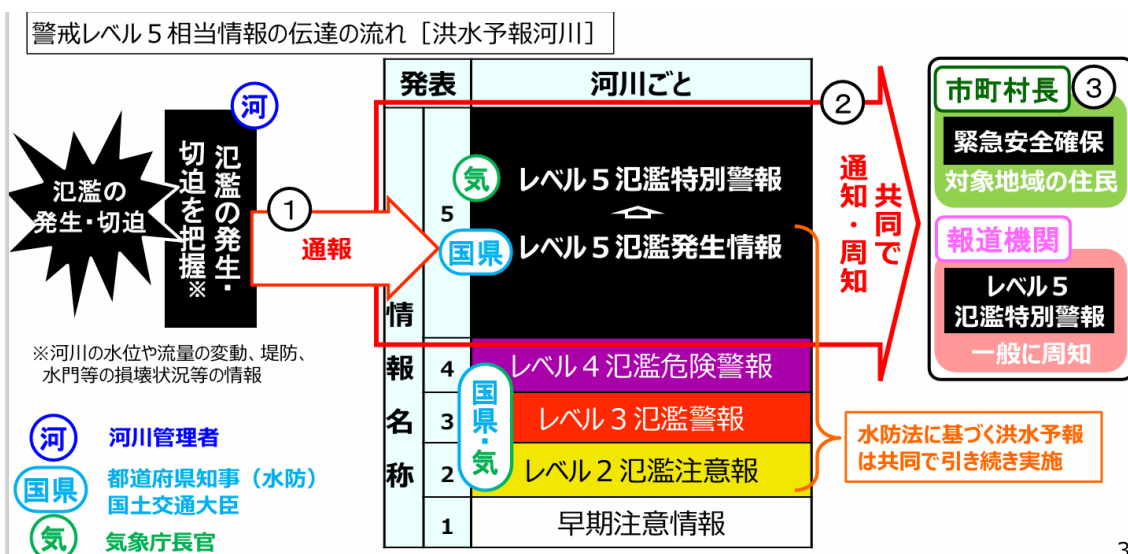 警戒レベル５相当情報の伝達の流れ［洪水予報河川］
氾濫の
発生・切迫
河
氾濫の発生・
切迫を把握※
①
通報
※河川の水位や流量の変動、堤防、
水門等の損壊状況等の情報
河 河川管理者
国県 都道府県知事（水防）
国土交通大臣
気 気象庁長官
発表
河川ごと
情報名称
5
気 レベル５氾濫特別警報
国県 レベル５氾濫発生情報
4
レベル４氾濫危険警報
国県・気
3
レベル３氾濫警報
2
レベル２氾濫注意報
1
早期注意情報
②
共同で
通知・周知
水防法に基づく洪水予報
は共同で引き続き実施
市町村長 ③
緊急安全確保
対象地域の住民
報道機関
レベル５
氾濫特別警報
一般に周知
3